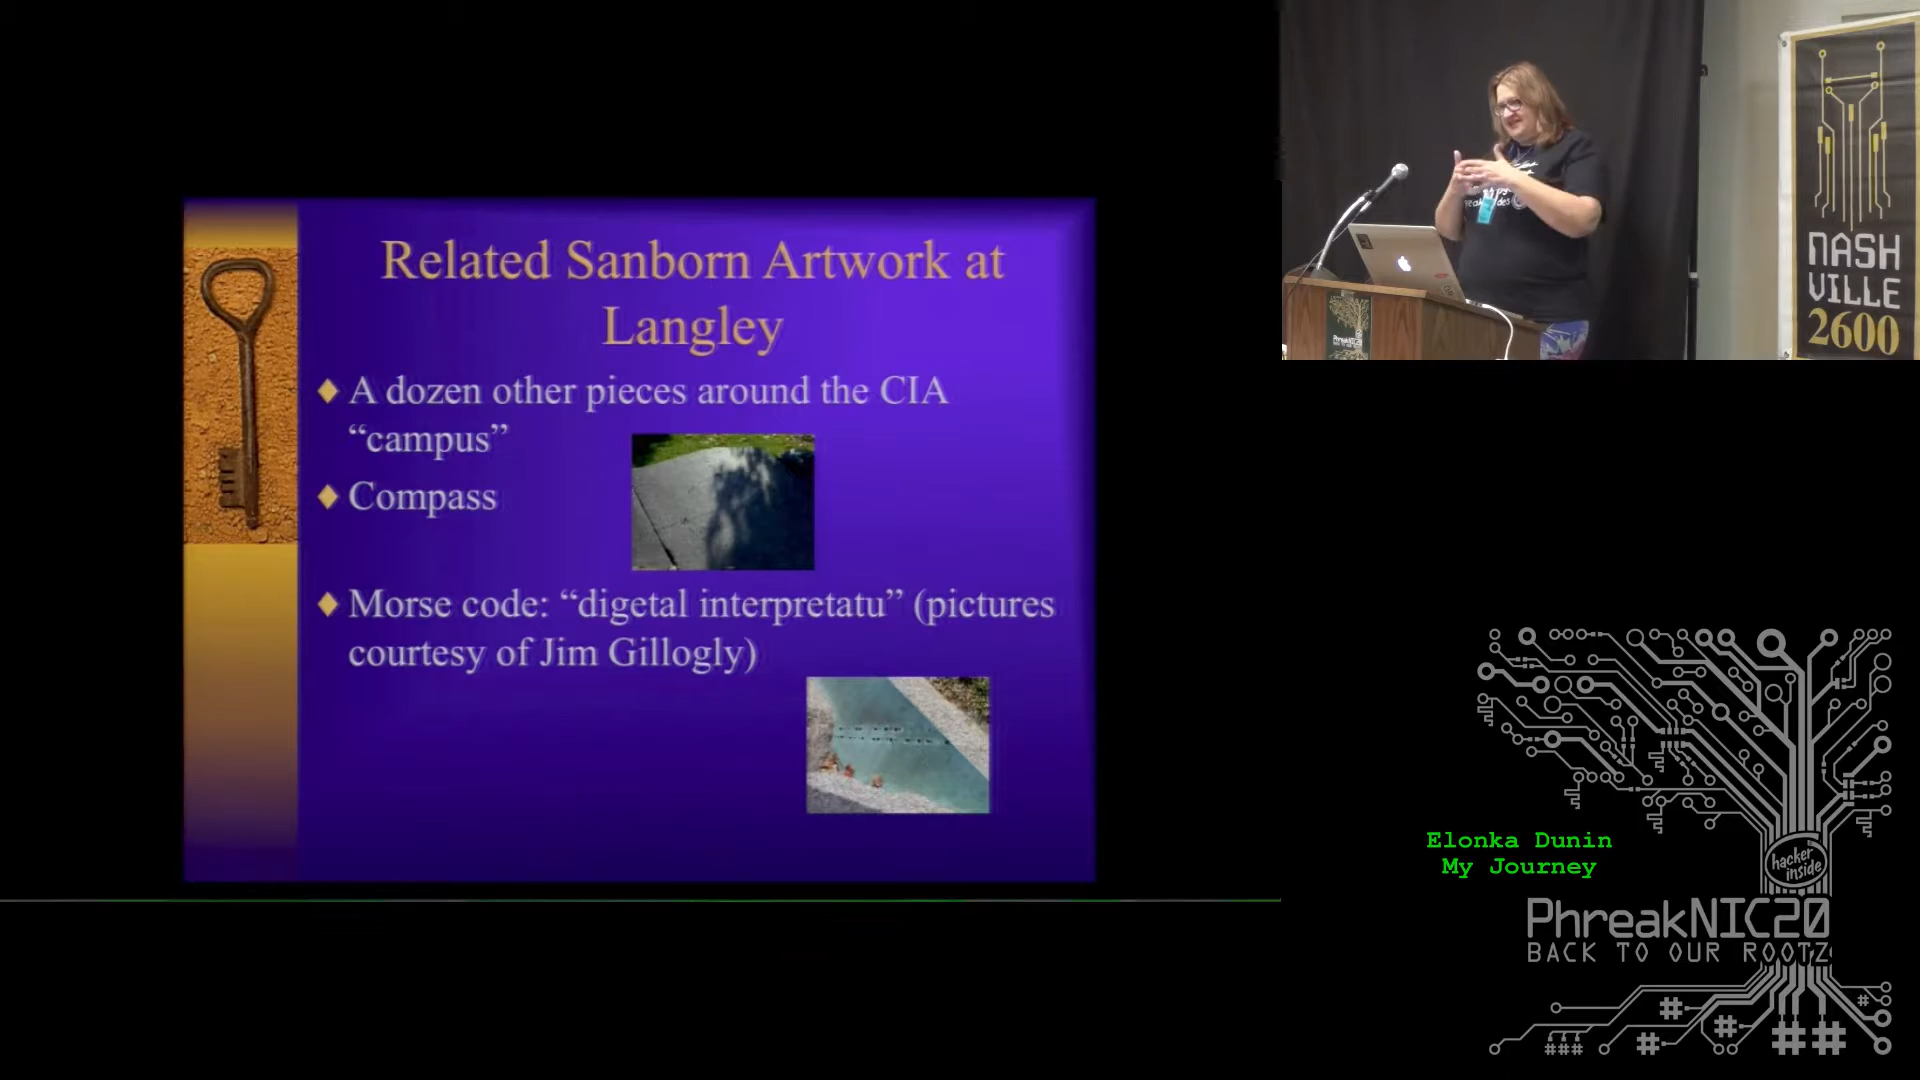 Related Sanborn Artwork at
Langley
A dozen other pieces around the CIA
“campus”
Compass
Morse code: “digetal interpretatu” (pictures
courtesy of Jim Gillogly)
NASH
VILLE
2600
Elonka Dunin
My Journey
hacker
inside
PhreakNIC20
BACK TO OUR ROOTZ